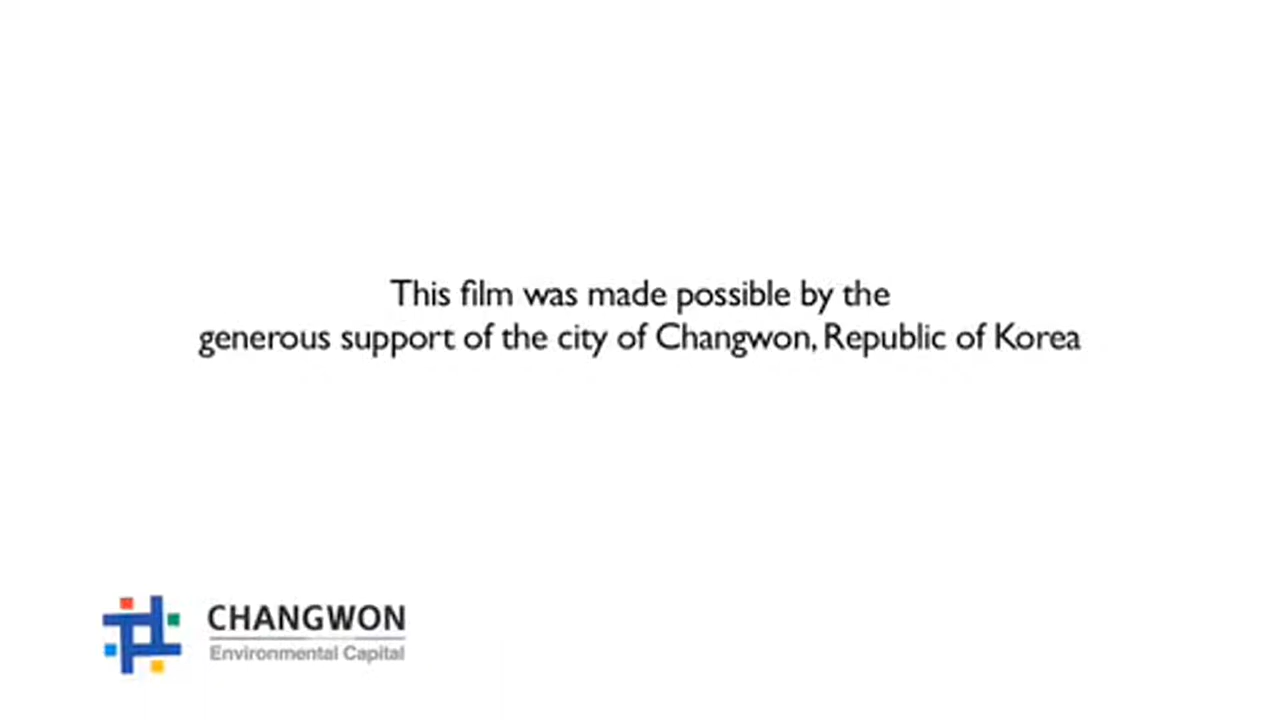 This film was made possible by the
generous support of the city of Changwon, Republic of Korea
CHANGWON
Environmental Capital